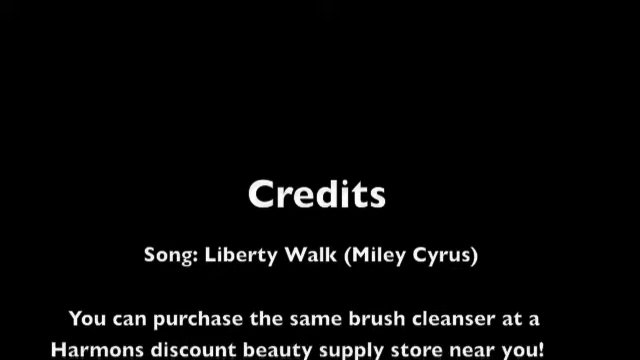 Credits
Song: Liberty Walk (Miley Cyrus)
You can purchase the same brush cleanser at a
Harmons discount beauty supply store near you!